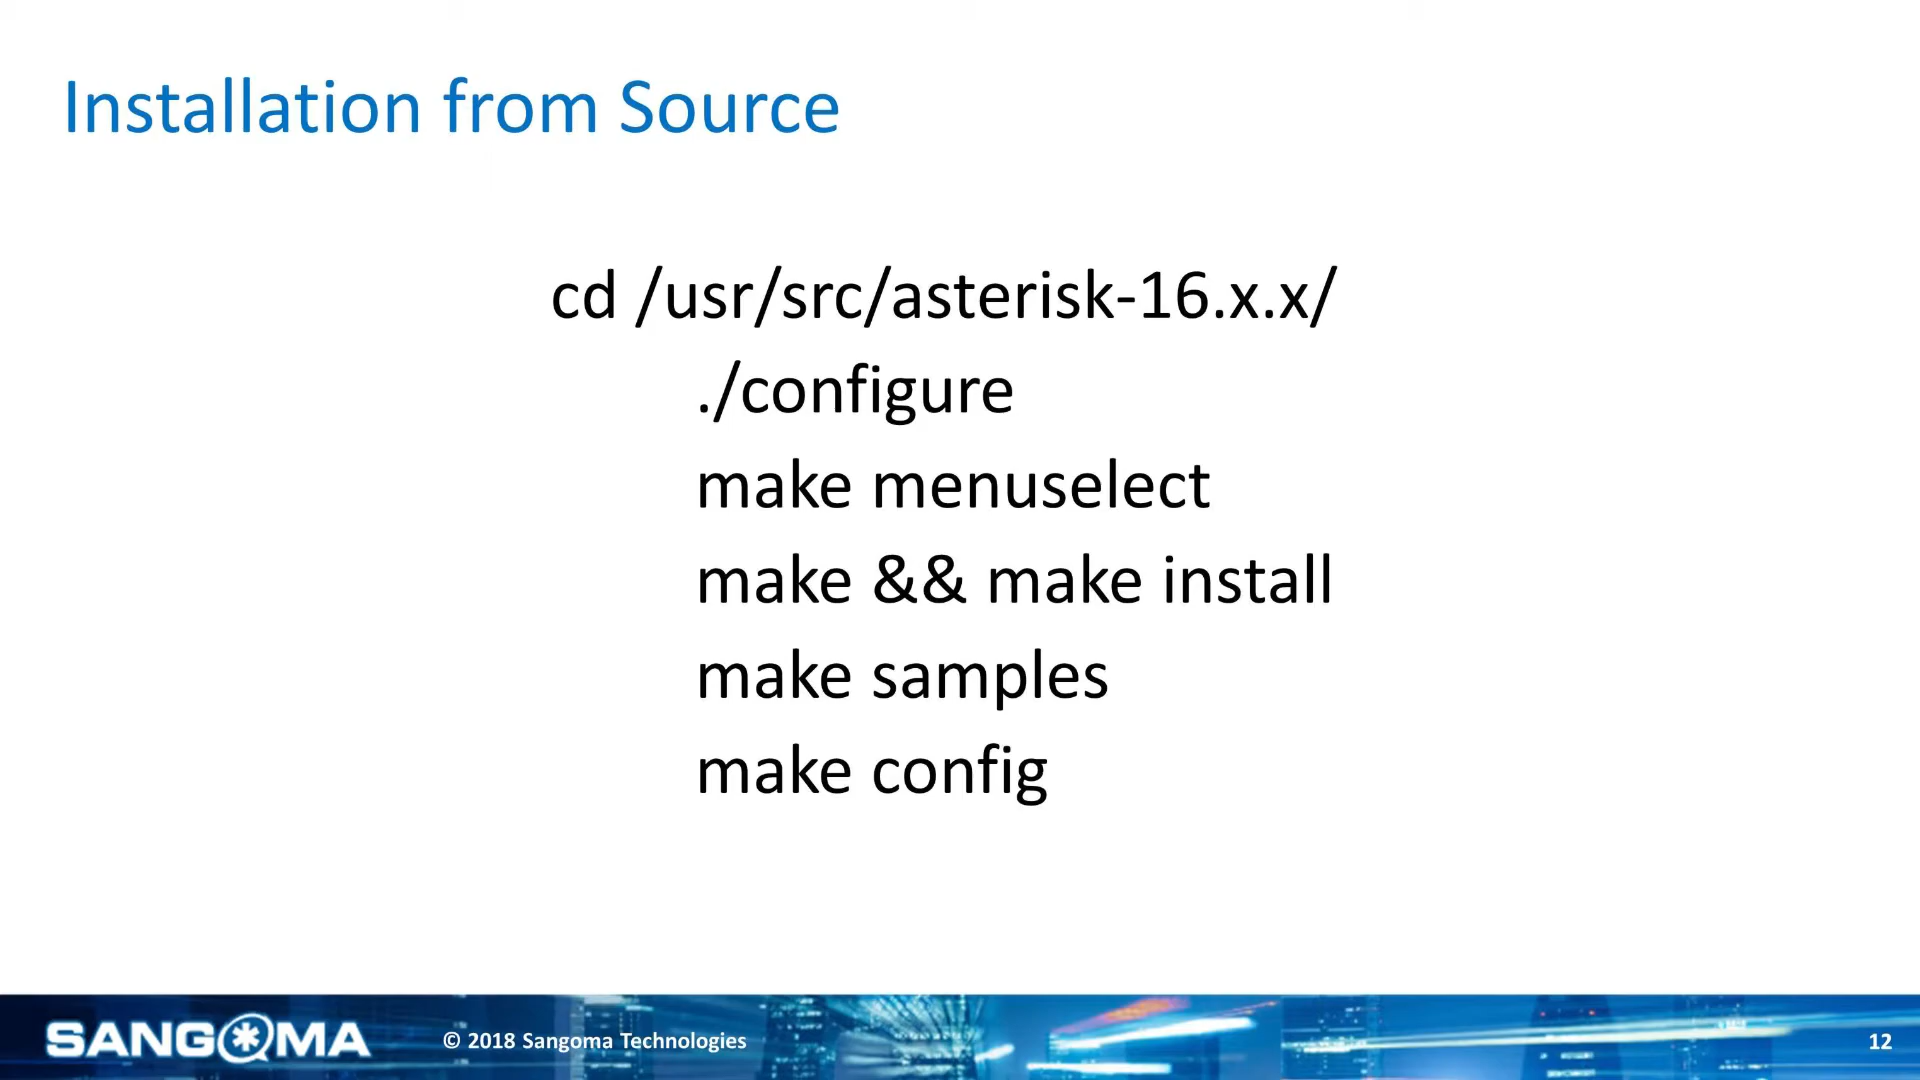 Installation from Source
cd /usr/src/asterisk-16.x.x/
./configure
make menuselect
make && make install
make samples
make config
SANGOMA
© 2018 Sangoma Technologies
12